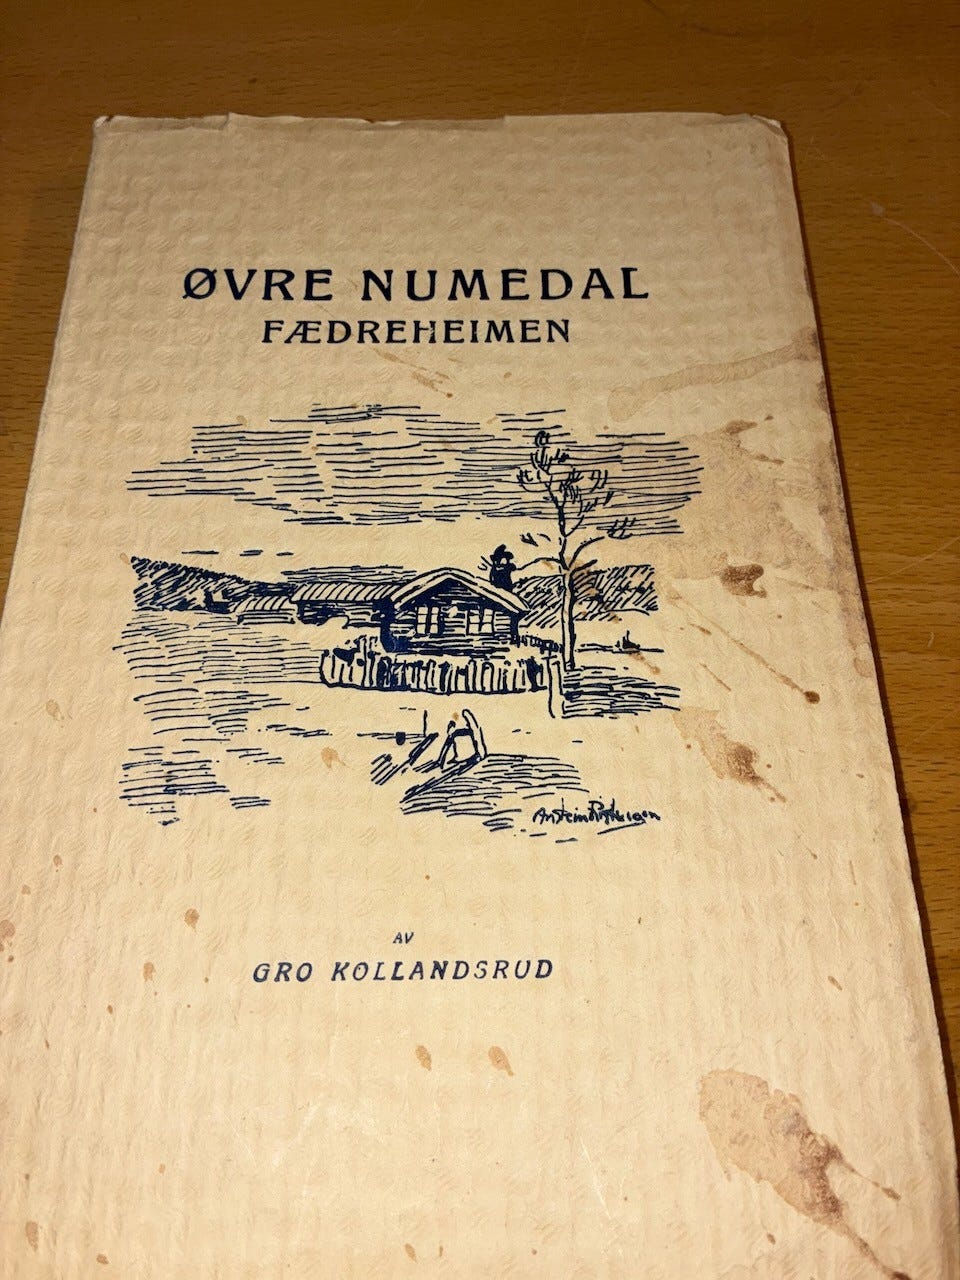 ØVRE NUMEDAL
FÆDREHEIMEN
AV
GRO KOLLANDSRUD